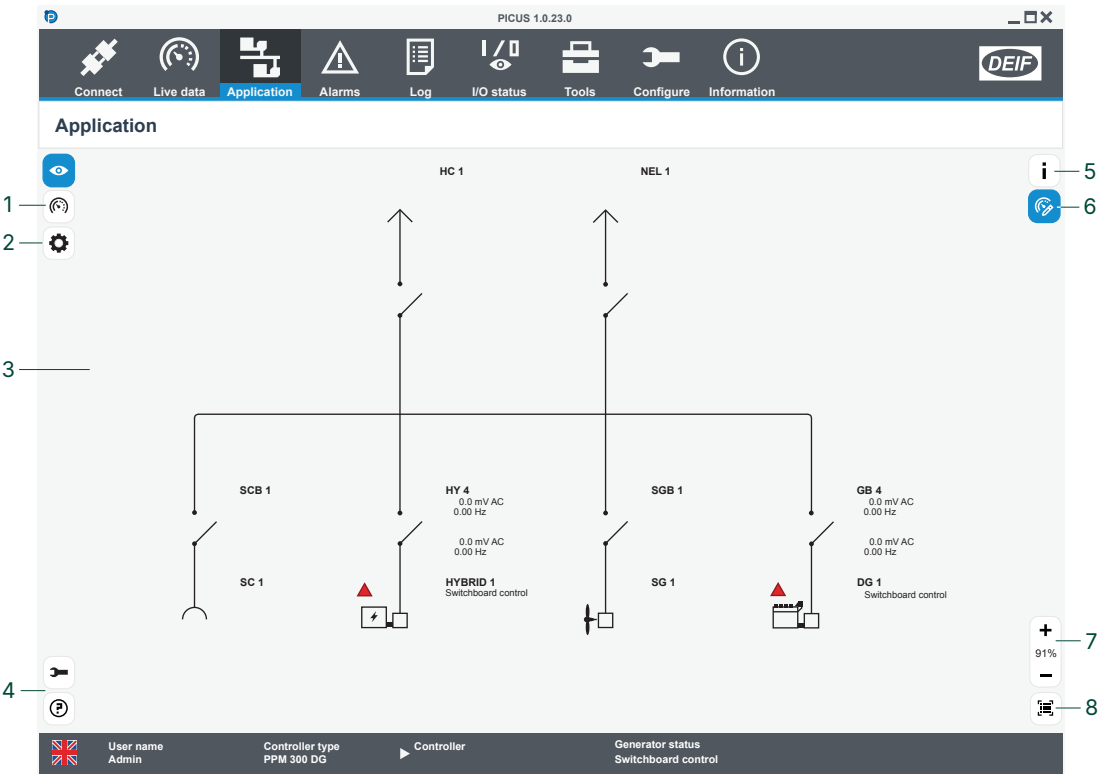 PICUS 1.0.23.0
Connect
Live data
Application
Alarms
Log
I/O status
Tools
Configure
Information
DEIF
Application
HC 1
NEL 1
1
2
3
4
5
6
7
8
SCB 1
HY 4
0.0 mV AC
0.00 Hz
0.0 mV AC
0.00 Hz
SGB 1
GB 4
0.0 mV AC
0.00 Hz
0.0 mV AC
0.00 Hz
SC 1
HYBRID 1
Switchboard control
SG 1
DG 1
Switchboard control
91%
User name
Admin
Controller type
PPM 300 DG
Controller
Generator status
Switchboard control